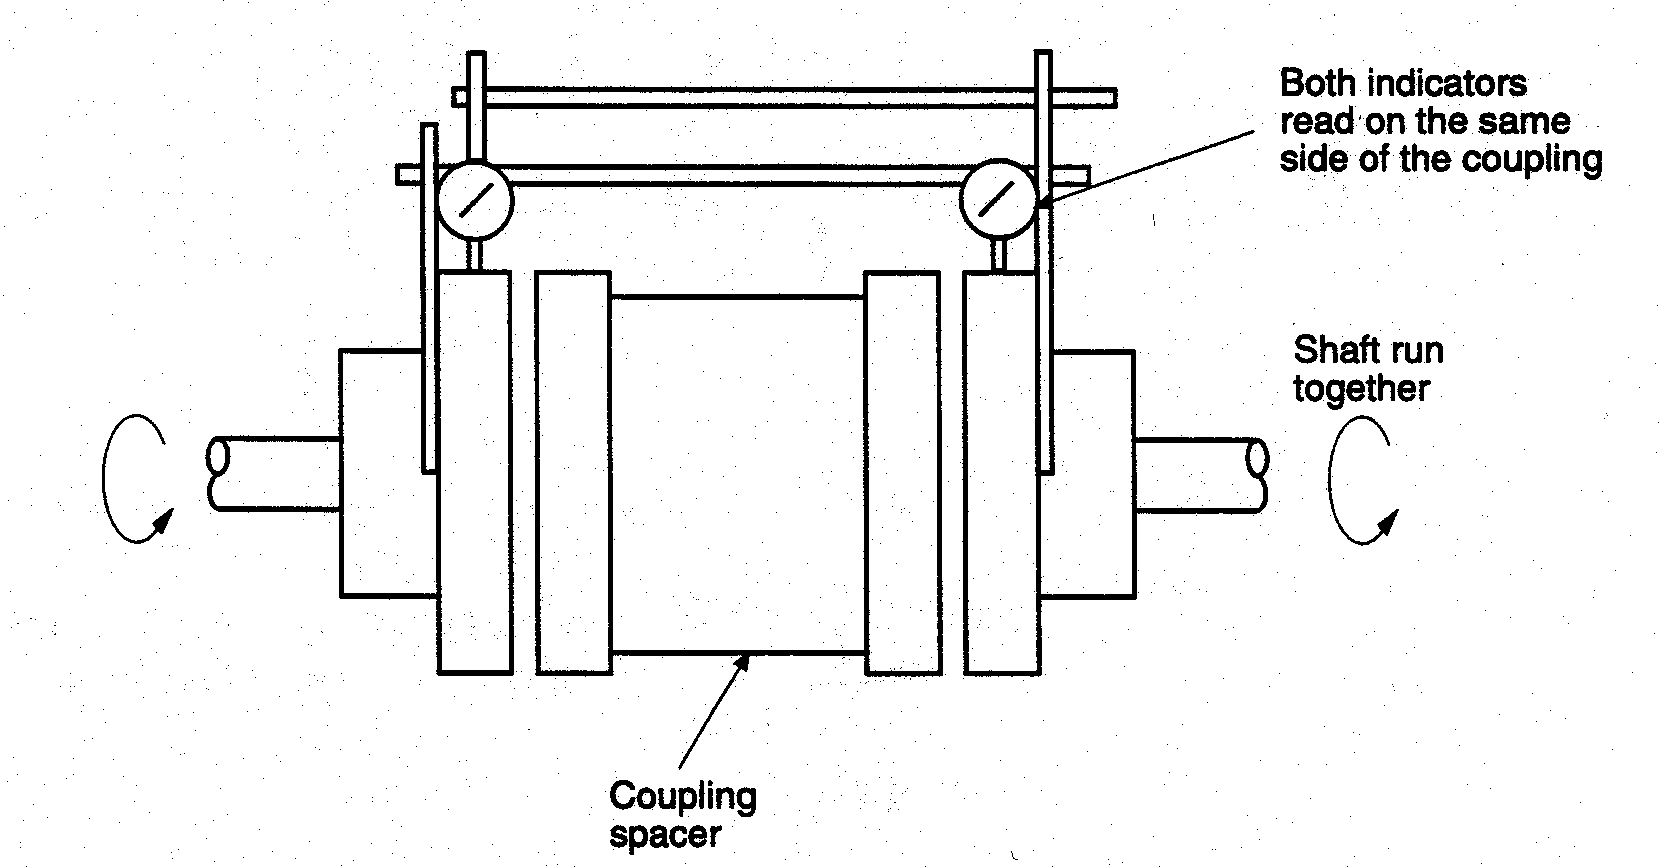 Both indicators
read on the same
side of the coupling
Shaft run
together
Coupling
spacer